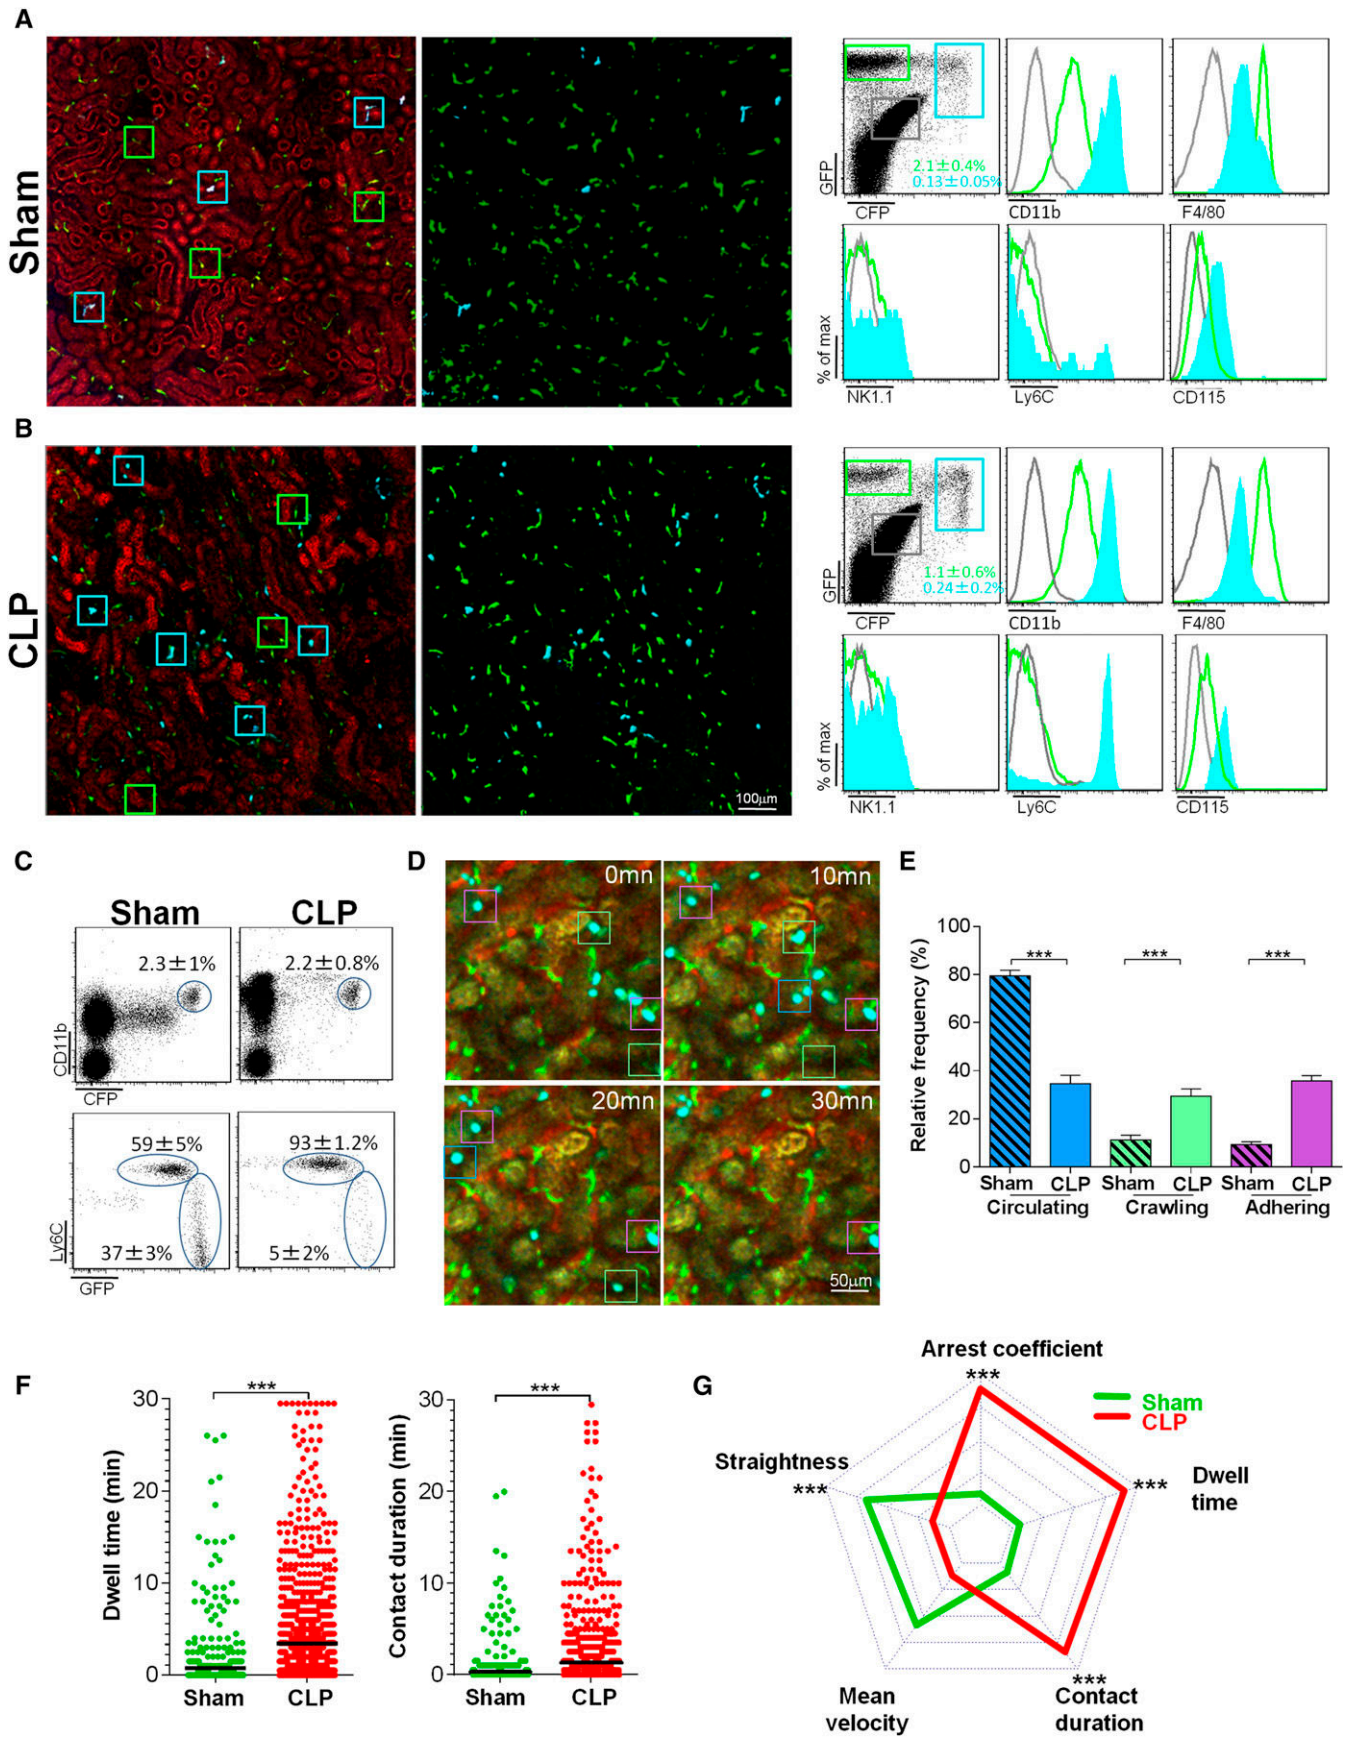 A
Sham
GFP
2.1±0.4%
0.13±0.05%
CFP
CD11b
F4/80
% of max
NK1.1
Ly6C
CD115
B
CLP
100µm
GFP
1.1±0.6%
0.24±0.2%
CFP
CD11b
F4/80
% of max
NK1.1
Ly6C
CD115
C
Sham
CLP
2.3±1%
2.2±0.8%
CD11b
CFP
59±5%
93±1.2%
37±3%
5±2%
Ly6C
GFP
D
0mn
10mn
20mn
30mn
50µm
E
Relative frequency (%)
100
80
60
40
20
0
***
***
***
Sham CLP Sham CLP Sham CLP
Circulating Crawling Adhering
F
Dwell time (min)
30
20
10
0
***
Sham CLP
Contact duration (min)
30
20
10
0
***
Sham CLP
G
Arrest coefficient
***
Sham
CLP
Straightness
***
Dwell
time
***
Mean
velocity
***
Contact
duration